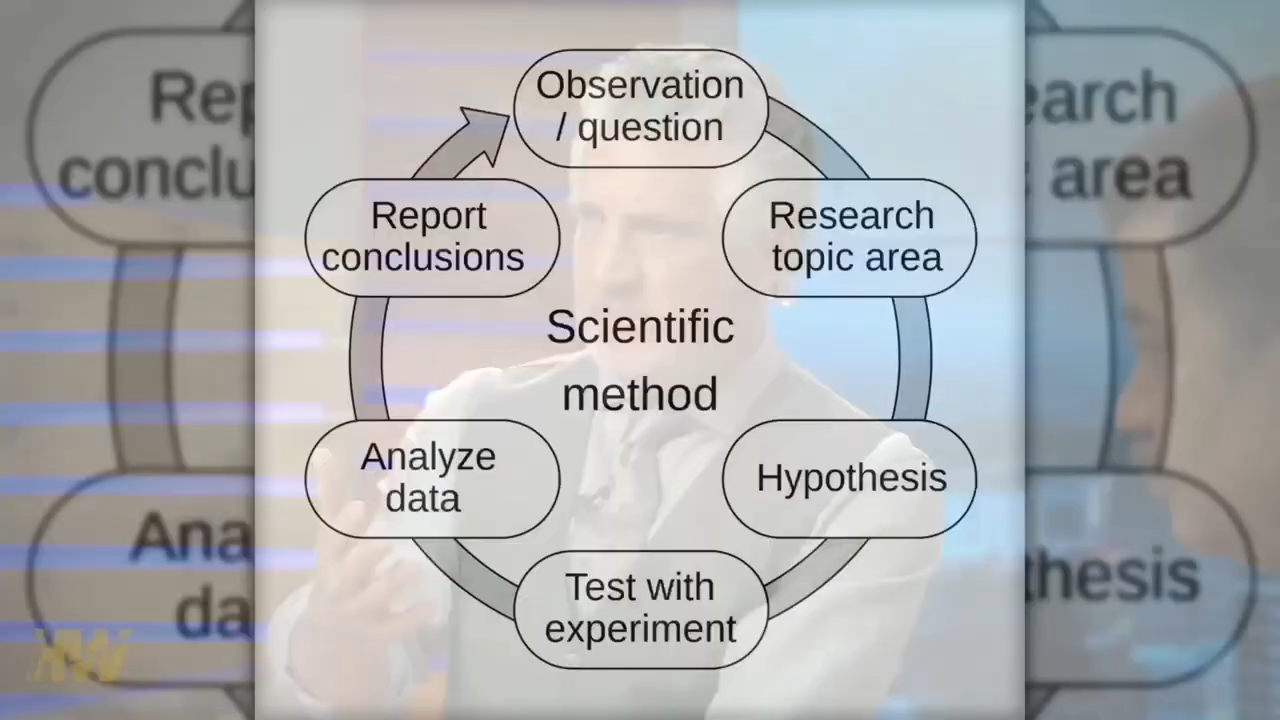 Observation
/ question
Research
topic area
Hypothesis
Test with
experiment
Analyze
data
Report
conclusions
Scientific
method